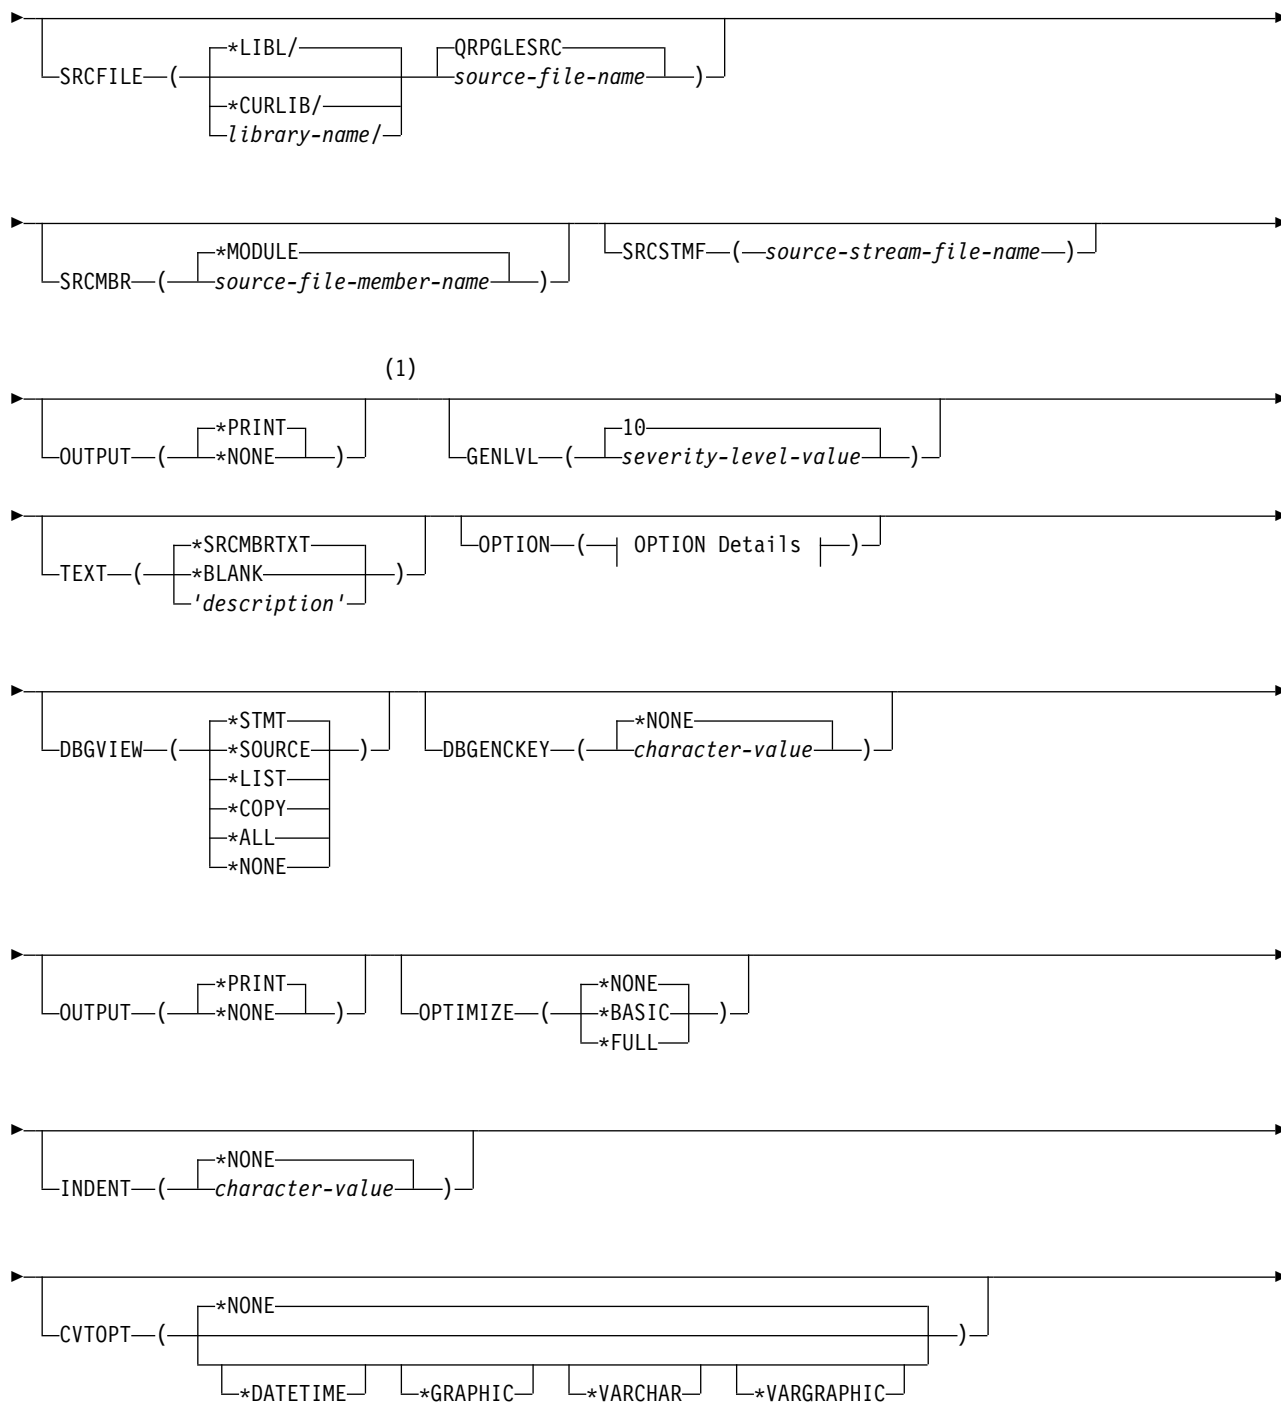 *LIBL/ QRPGLESRC
SRCFILE ( source-file-name )
*CURLIB/
library-name/
*MODULE SRCSTMF ( source-stream-file-name )
SRCMBR ( source-file-member-name )
(1)
*PRINT 10
OUTPUT ( *NONE ) GENLVL ( severity-level-value )
*SRCMBRTXT OPTION ( OPTION Details )
TEXT ( *BLANK )
'description'
*STMT *NONE
DBGVIEW ( *SOURCE ) DBGENCKEY ( character-value )
*LIST
*COPY
*ALL
*NONE
*PRINT *NONE
OUTPUT ( *NONE ) OPTIMIZE ( *BASIC )
*FULL
*NONE
INDENT ( character-value )
*NONE
CVTOPT ( )
*DATETIME *GRAPHIC *VARCHAR *VARGRAPHIC